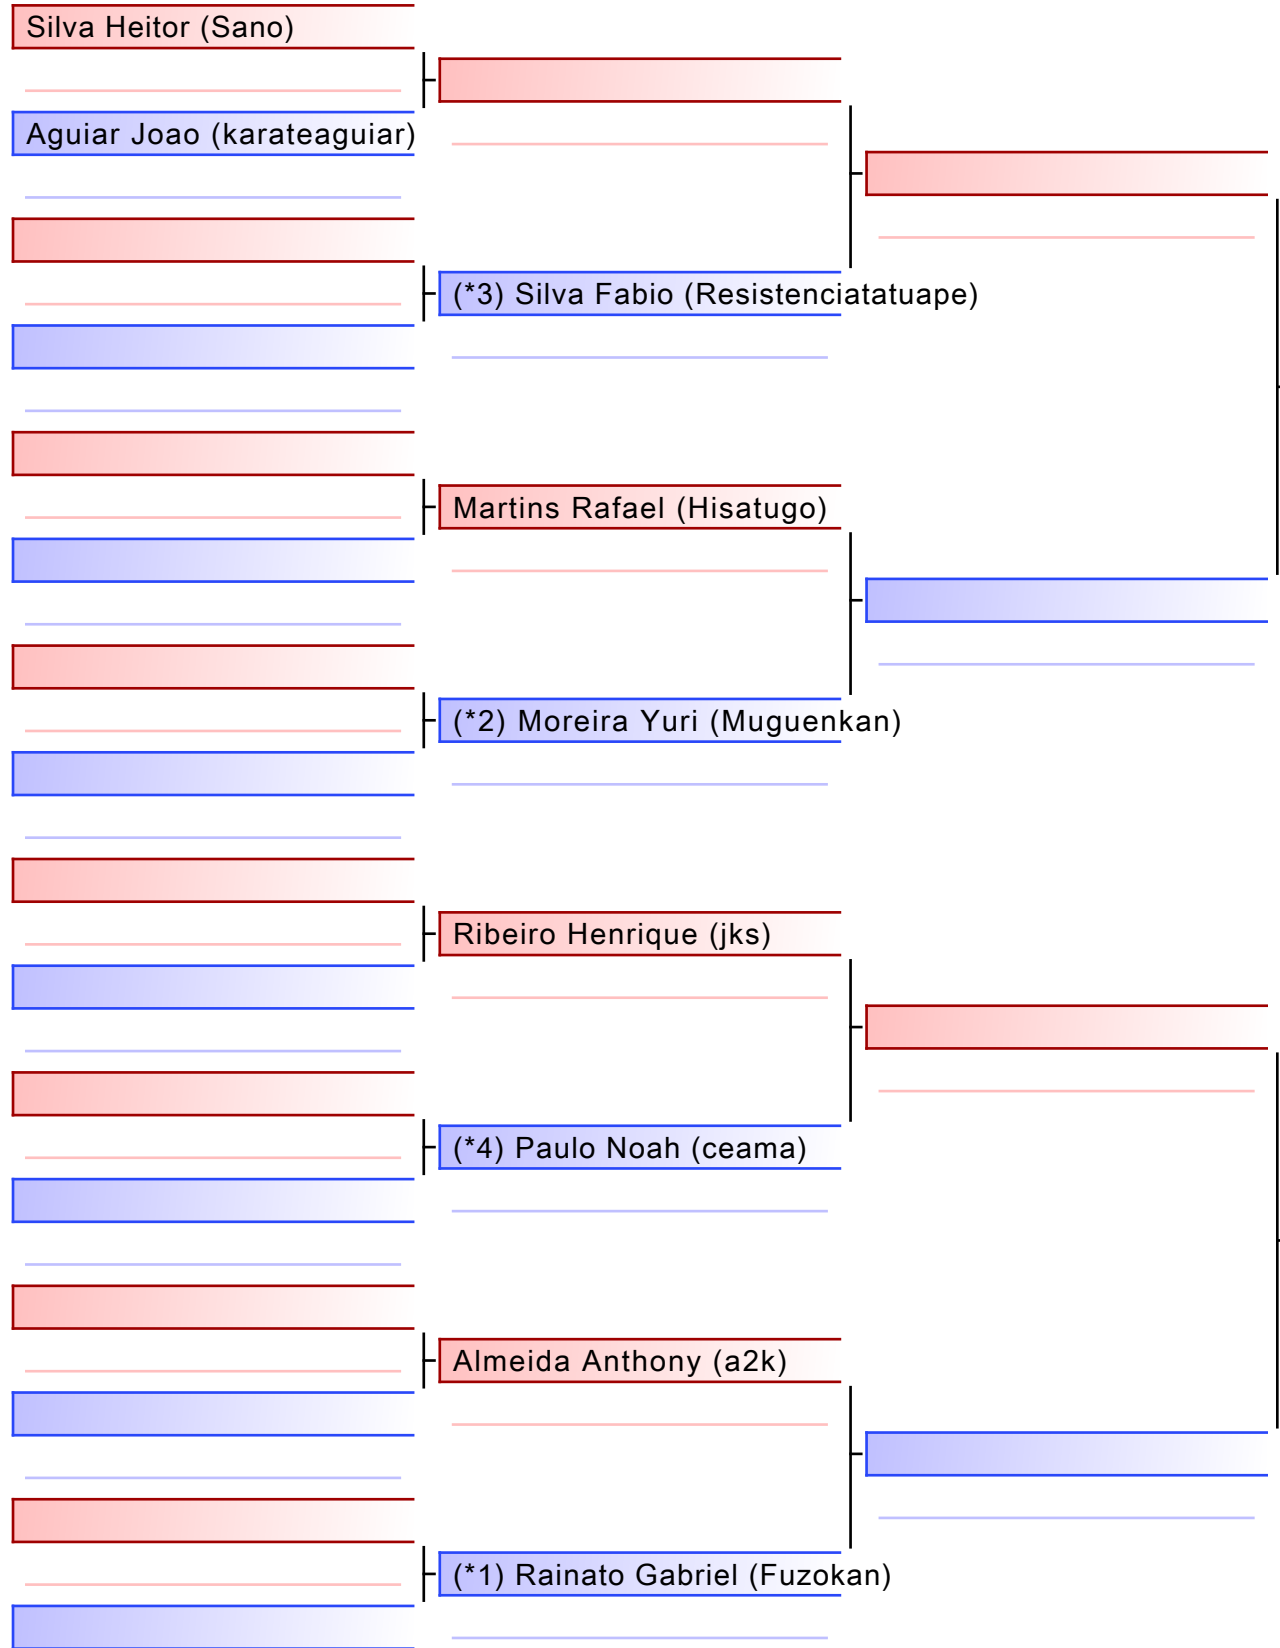 Silva Heitor (Sano)
Aguiar Joao (karateaguiar)
(*3) Silva Fabio (Resistenciatatuape)
Martins Rafael (Hisatugo)
(*2) Moreira Yuri (Muguenkan)
Ribeiro Henrique (jks)
(*4) Paulo Noah (ceama)
Almeida Anthony (a2k)
(*1) Rainato Gabriel (Fuzokan)